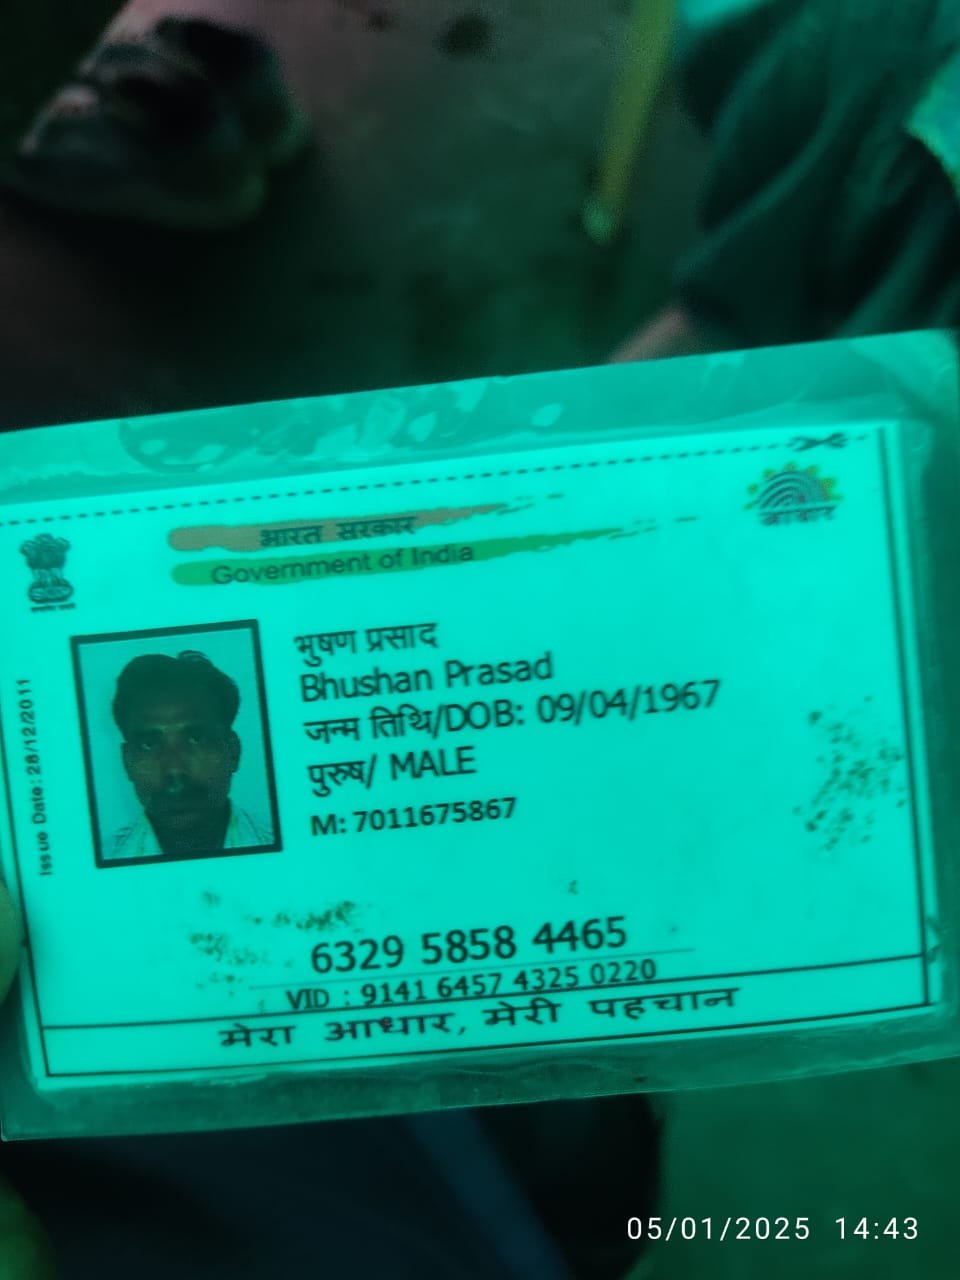 भारत सरकार
Government of India
आधार
Issue Date: 28/12/2011
भुषण प्रसाद
Bhushan Prasad
जन्म तिथि/DOB: 09/04/1967
पुरुष/ MALE
M: 7011675867
6329 5858 4465
VID : 9141 6457 4325 0220
मेरा आधार, मेरी पहचान
05/01/2025 14:43